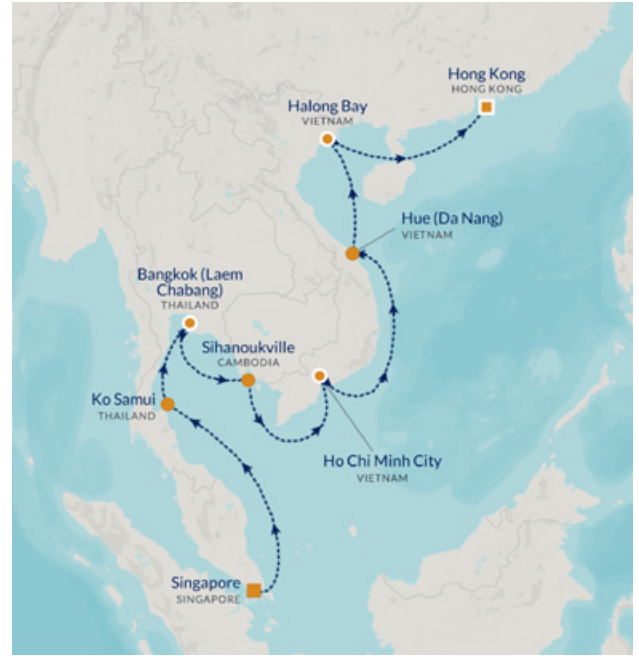 Hong Kong
HONG KONG
Halong Bay
VIETNAM
Hue (Da Nang)
VIETNAM
Bangkok (Laem
Chabang)
THAILAND
Sihanoukville
CAMBODIA
Ko Samui
THAILAND
Ho Chi Minh City
VIETNAM
Singapore
SINGAPORE